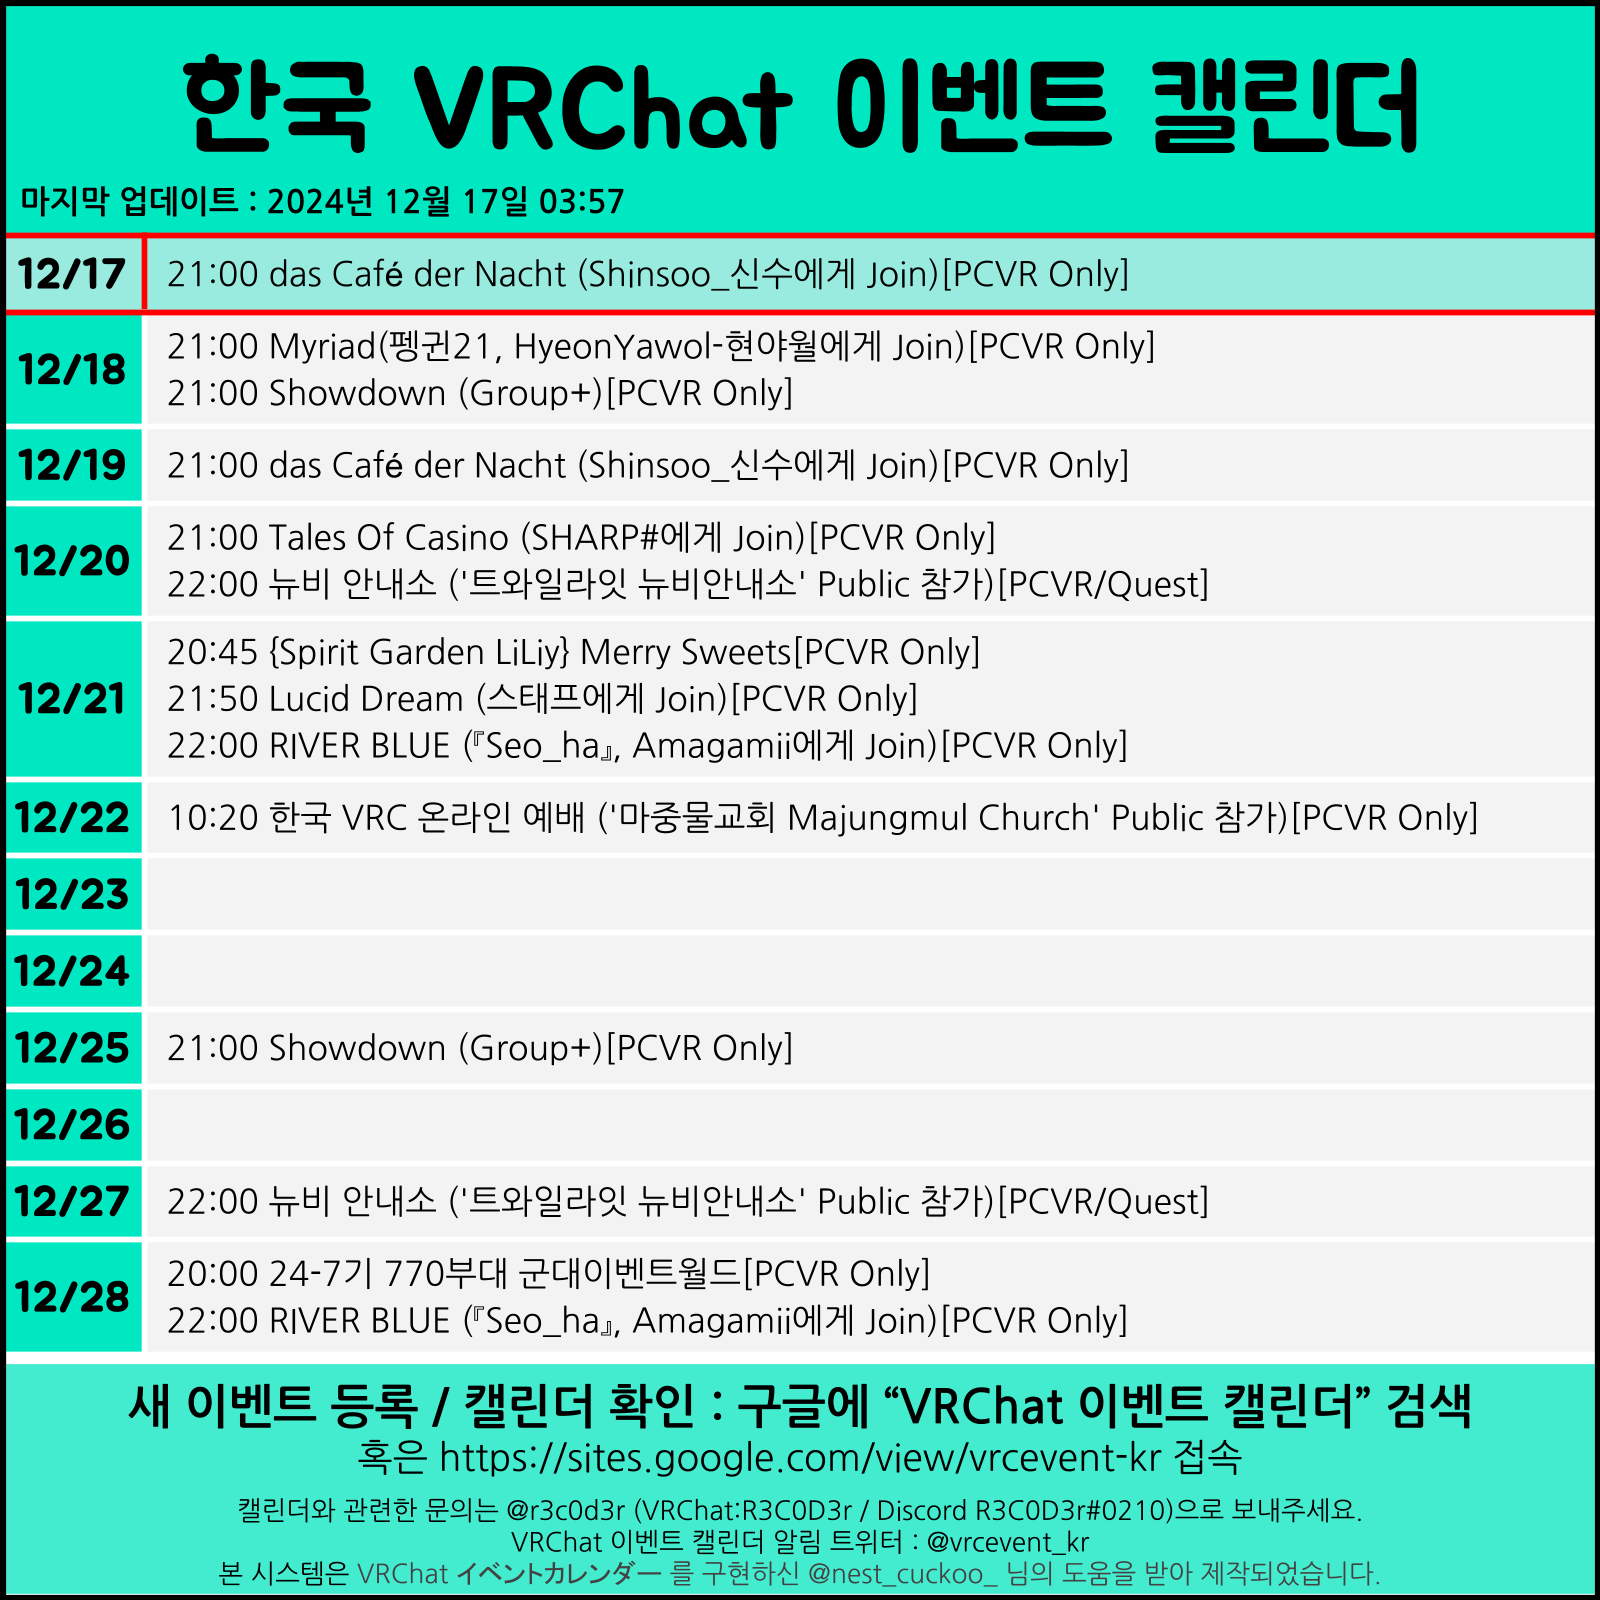 한국 VRChat 이벤트 캘린더
마지막 업데이트 : 2024년 12월 17일 03:57
12/17
21:00 das Café der Nacht (Shinsoo_신수에게 Join)[PCVR Only]
12/18
21:00 Myriad(펭귄21, HyeonYawol-현야월에게 Join)[PCVR Only]
21:00 Showdown (Group+)[PCVR Only]
12/19
21:00 das Café der Nacht (Shinsoo_신수에게 Join)[PCVR Only]
12/20
21:00 Tales Of Casino (SHARP#에게 Join)[PCVR Only]
22:00 뉴비 안내소 ('트와일라잇 뉴비안내소' Public 참가)[PCVR/Quest]
12/21
20:45 {Spirit Garden LiLiy} Merry Sweets[PCVR Only]
21:50 Lucid Dream (스태프에게 Join)[PCVR Only]
22:00 RIVER BLUE (『Seo_ha』, Amagamii에게 Join)[PCVR Only]
12/22
10:20 한국 VRC 온라인 예배 ('마중물교회 Majungmul Church' Public 참가)[PCVR Only]
12/23
12/24
12/25
21:00 Showdown (Group+)[PCVR Only]
12/26
12/27
22:00 뉴비 안내소 ('트와일라잇 뉴비안내소' Public 참가)[PCVR/Quest]
12/28
20:00 24-7기 770부대 군대이벤트월드[PCVR Only]
22:00 RIVER BLUE (『Seo_ha』, Amagamii에게 Join)[PCVR Only]
새 이벤트 등록 / 캘린더 확인 : 구글에 “VRChat 이벤트 캘린더” 검색
혹은 https://sites.google.com/view/vrcevent-kr 접속
캘린더와 관련한 문의는 @r3c0d3r (VRChat:R3C0D3r / Discord R3C0D3r#0210)으로 보내주세요.
VRChat 이벤트 캘린더 알림 트위터 : @vrcevent_kr
본 시스템은 VRChat イベントカレンダー 를 구현하신 @nest_cuckoo_ 님의 도움을 받아 제작되었습니다.